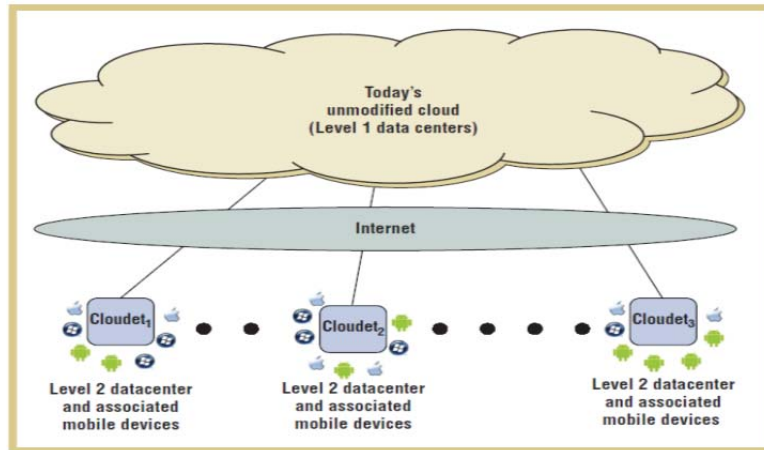 Today's
unmodified cloud
(Level 1 data centers)
Internet
Cloudet1
Cloudet2
Cloudet3
Level 2 datacenter
and associated
mobile devices
Level 2 datacenter
and associated
mobile devices
Level 2 datacenter
and associated
mobile devices